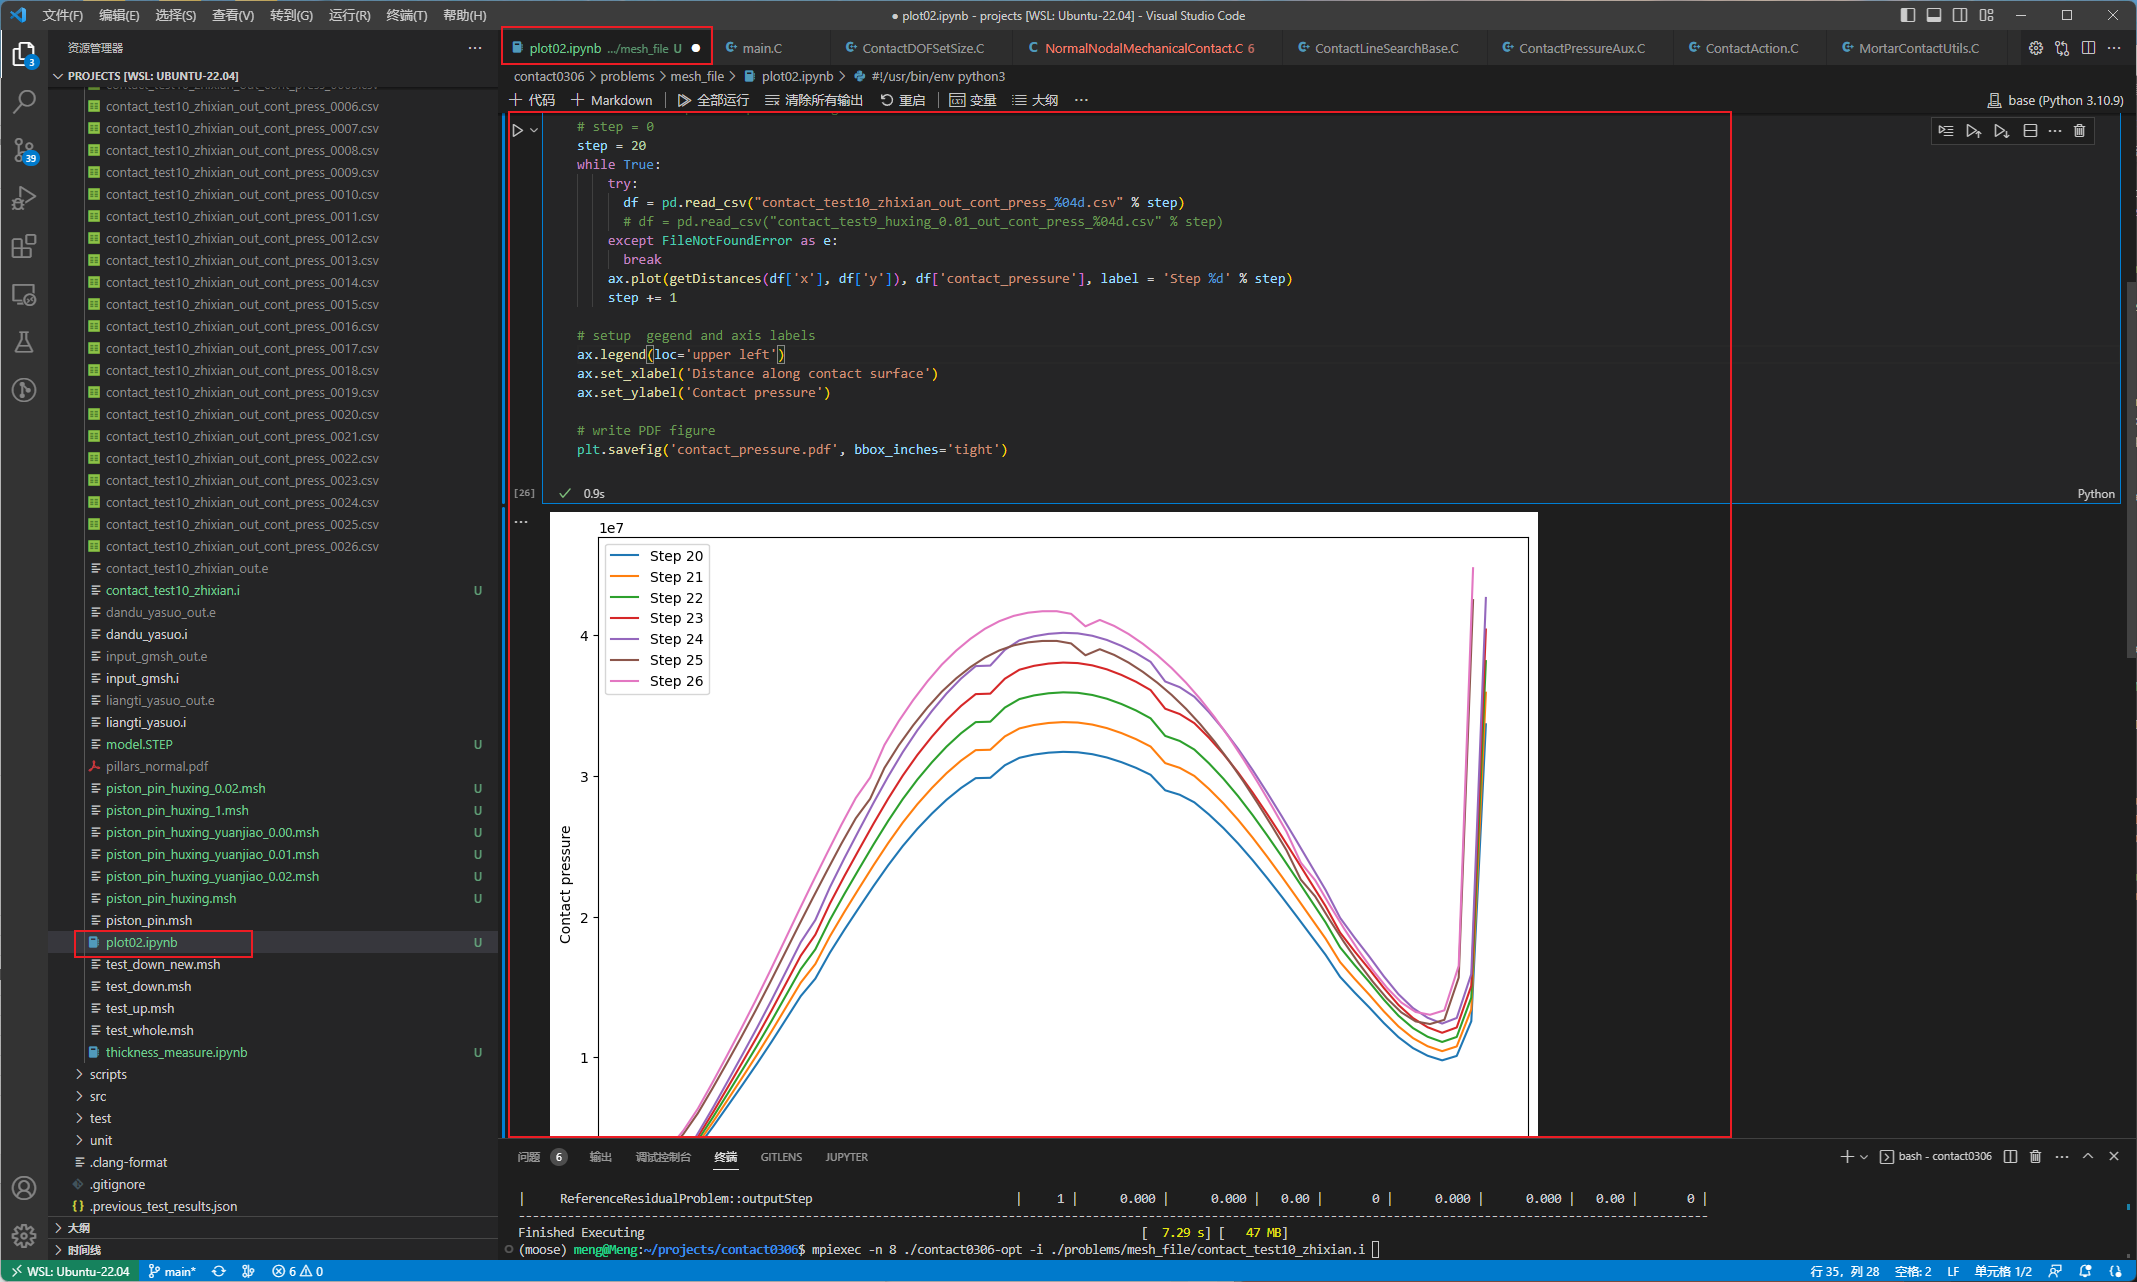 文件(F) 编辑(E) 选择(S) 查看(V) 转到(G) 运行(R) 终端(T) 帮助(H)
● plot02.ipynb - projects [WSL: Ubuntu-22.04] - Visual Studio Code
资源管理器
PROJECTS [WSL: UBUNTU-22.04]
contact_test10_zhixian_out_cont_press_0006.csv
contact_test10_zhixian_out_cont_press_0007.csv
contact_test10_zhixian_out_cont_press_0008.csv
contact_test10_zhixian_out_cont_press_0009.csv
contact_test10_zhixian_out_cont_press_0010.csv
contact_test10_zhixian_out_cont_press_0011.csv
contact_test10_zhixian_out_cont_press_0012.csv
contact_test10_zhixian_out_cont_press_0013.csv
contact_test10_zhixian_out_cont_press_0014.csv
contact_test10_zhixian_out_cont_press_0015.csv
contact_test10_zhixian_out_cont_press_0016.csv
contact_test10_zhixian_out_cont_press_0017.csv
contact_test10_zhixian_out_cont_press_0018.csv
contact_test10_zhixian_out_cont_press_0019.csv
contact_test10_zhixian_out_cont_press_0020.csv
contact_test10_zhixian_out_cont_press_0021.csv
contact_test10_zhixian_out_cont_press_0022.csv
contact_test10_zhixian_out_cont_press_0023.csv
contact_test10_zhixian_out_cont_press_0024.csv
contact_test10_zhixian_out_cont_press_0025.csv
contact_test10_zhixian_out_cont_press_0026.csv
contact_test10_zhixian_out.e
contact_test10_zhixian.i U
dandu_yasuo_out.e
dandu_yasuo.i
input_gmsh_out.e
input_gmsh.i
liangti_yasuo_out.e
liangti_yasuo.i
model.STEP U
pillars_normal.pdf
piston_pin_huxing_0.02.msh U
piston_pin_huxing_1.msh U
piston_pin_huxing_yuanjiao_0.00.msh U
piston_pin_huxing_yuanjiao_0.01.msh U
piston_pin_huxing_yuanjiao_0.02.msh U
piston_pin_huxing.msh U
piston_pin.msh
plot02.ipynb U
test_down_new.msh
test_down.msh
test_up.msh
test_whole.msh
thickness_measure.ipynb U
scripts
src
test
unit
.clang-format
.gitignore
{} .previous_test_results.json
大纲
时间线
3
39
plot02.ipynb .../mesh_file U ●
main.C
ContactDOFSetSize.C
NormalNodalMechanicalContact.C 6
ContactLineSearchBase.C
ContactPressureAux.C
ContactAction.C
MortarContactUtils.C
contact0306 > problems > mesh_file > plot02.ipynb > #!/usr/bin/env python3
+ 代码 + Markdown 全部运行 清除所有输出 重启 变量 大纲 ···
base (Python 3.10.9)
# step = 0
step = 20
while True:
try:
df = pd.read_csv("contact_test10_zhixian_out_cont_press_%04d.csv" % step)
# df = pd.read_csv("contact_test9_huxing_0.01_out_cont_press_%04d.csv" % step)
except FileNotFoundError as e:
break
ax.plot(getDistances(df['x'], df['y']), df['contact_pressure'], label = 'Step %d' % step)
step += 1
# setup  gegend and axis labels
ax.legend(loc='upper left')
ax.set_xlabel('Distance along contact surface')
ax.set_ylabel('Contact pressure')
# write PDF figure
plt.savefig('contact_pressure.pdf', bbox_inches='tight')
[26] 0.9s
Python
1e7
Step 20
Step 21
Step 22
Step 23
Step 24
Step 25
Step 26
4
3
2
1
Contact pressure
问题 6 输出 调试控制台 终端 GITLENS JUPYTER
bash - contact0306
| ReferenceResidualProblem::outputStep | 1 | 0.000 | 0.000 | 0.00 | 0 | 0.000 | 0.000 | 0.00 | 0 |
Finished Executing [ 7.29 s] [ 47 MB]
(moose) meng@Meng:~/projects/contact0306$ mpiexec -n 8 ./contact0306-opt -i ./problems/mesh_file/contact_test10_zhixian.i
WSL: Ubuntu-22.04 main* 6 0
行 35，列 28 空格: 2 LF 单元格 1/2